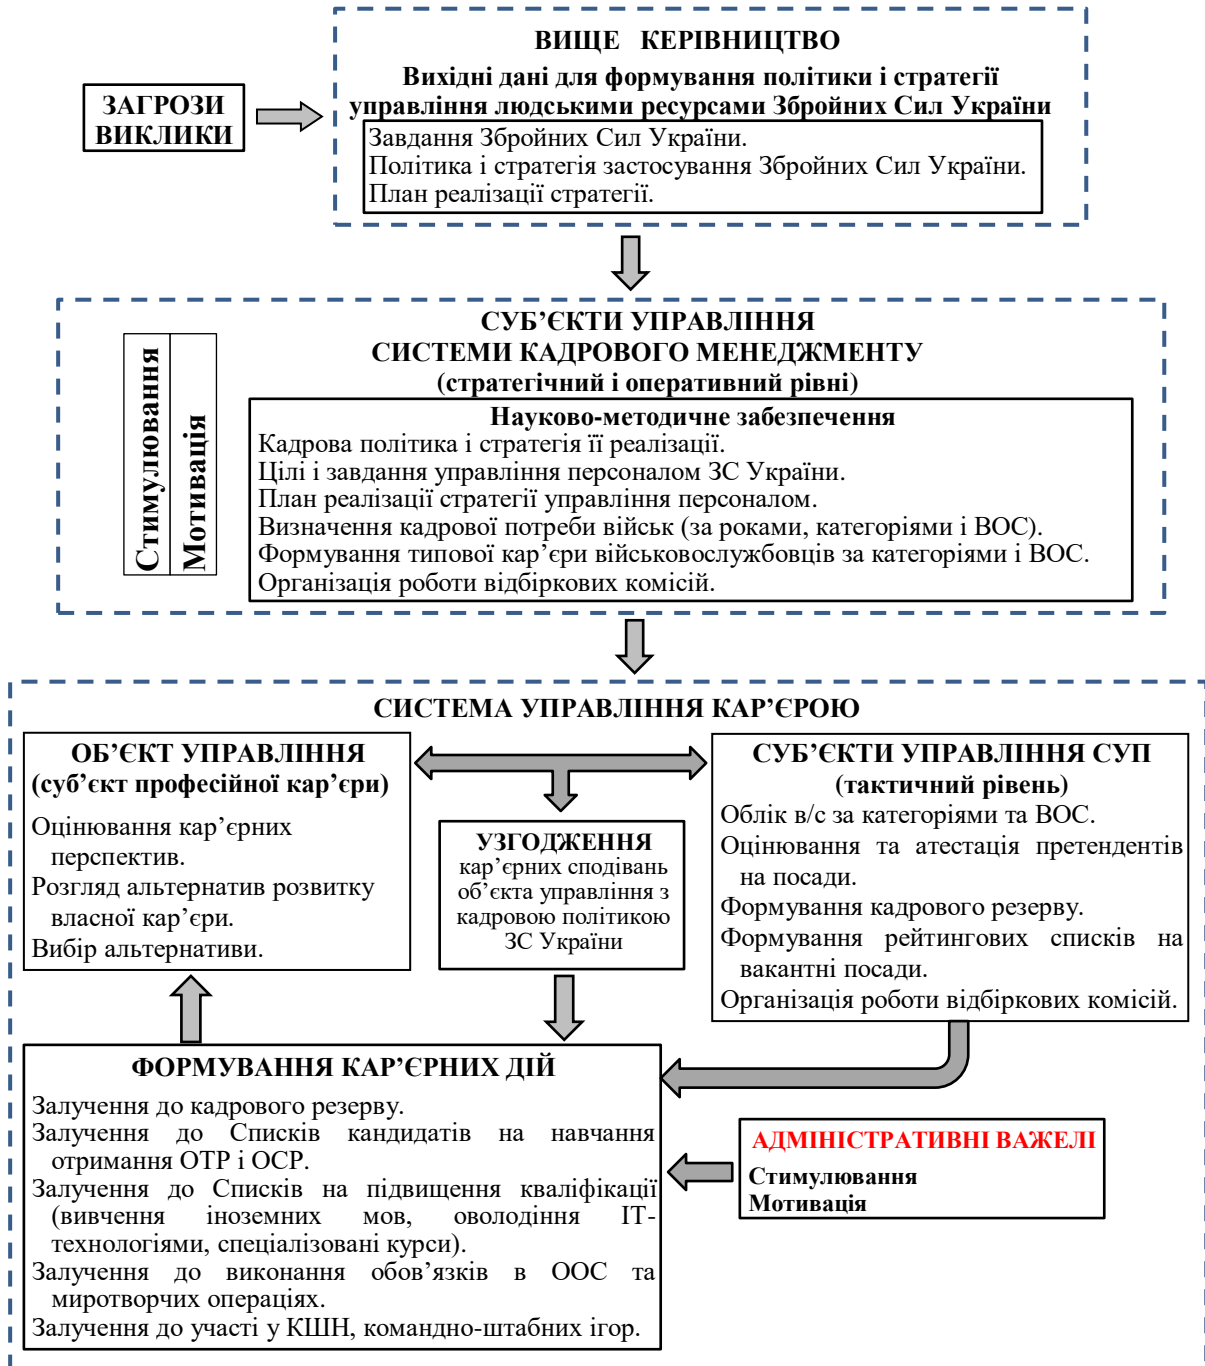 ВИЩЕ КЕРІВНИЦТВО
Вихідні дані для формування політики і стратегії
управління людськими ресурсами Збройних Сил України
ЗАГРОЗИ
ВИКЛИКИ
Завдання Збройних Сил України.
Політика і стратегія застосування Збройних Сил України.
План реалізації стратегії.
СУБ’ЄКТИ УПРАВЛІННЯ
СИСТЕМИ КАДРОВОГО МЕНЕДЖМЕНТУ
(стратегічний і оперативний рівні)
Стимулювання
Мотивація
Науково-методичне забезпечення
Кадрова політика і стратегія її реалізації.
Цілі і завдання управління персоналом ЗС України.
План реалізації стратегії управління персоналом.
Визначення кадрової потреби військ (за роками, категоріями і ВОС).
Формування типової кар’єри військовослужбовців за категоріями і ВОС.
Організація роботи відбіркових комісій.
СИСТЕМА УПРАВЛІННЯ КАР’ЄРОЮ
ОБ’ЄКТ УПРАВЛІННЯ
(суб’єкт професійної кар’єри)
Оцінювання кар’єрних
перспектив.
Розгляд альтернатив розвитку
власної кар’єри.
Вибір альтернативи.
УЗГОДЖЕННЯ
кар’єрних сподівань
об’єкта управління з
кадровою політикою
ЗС України
СУБ’ЄКТИ УПРАВЛІННЯ СУП
(тактичний рівень)
Облік в/с за категоріями та ВОС.
Оцінювання та атестація претендентів
на посади.
Формування кадрового резерву.
Формування рейтингових списків на
вакантні посади.
Організація роботи відбіркових комісій.
ФОРМУВАННЯ КАР’ЄРНИХ ДІЙ
Залучення до кадрового резерву.
Залучення до Списків кандидатів на навчання
отримання ОТР і ОСР.
Залучення до Списків на підвищення кваліфікації
(вивчення іноземних мов, оволодіння ІТ-
технологіями, спеціалізовані курси).
Залучення до виконання обов’язків в ООС та
миротворчих операціях.
Залучення до участі у КШН, командно-штабних ігор.
АДМІНІСТРАТИВНІ ВАЖЕЛІ
Стимулювання
Мотивація